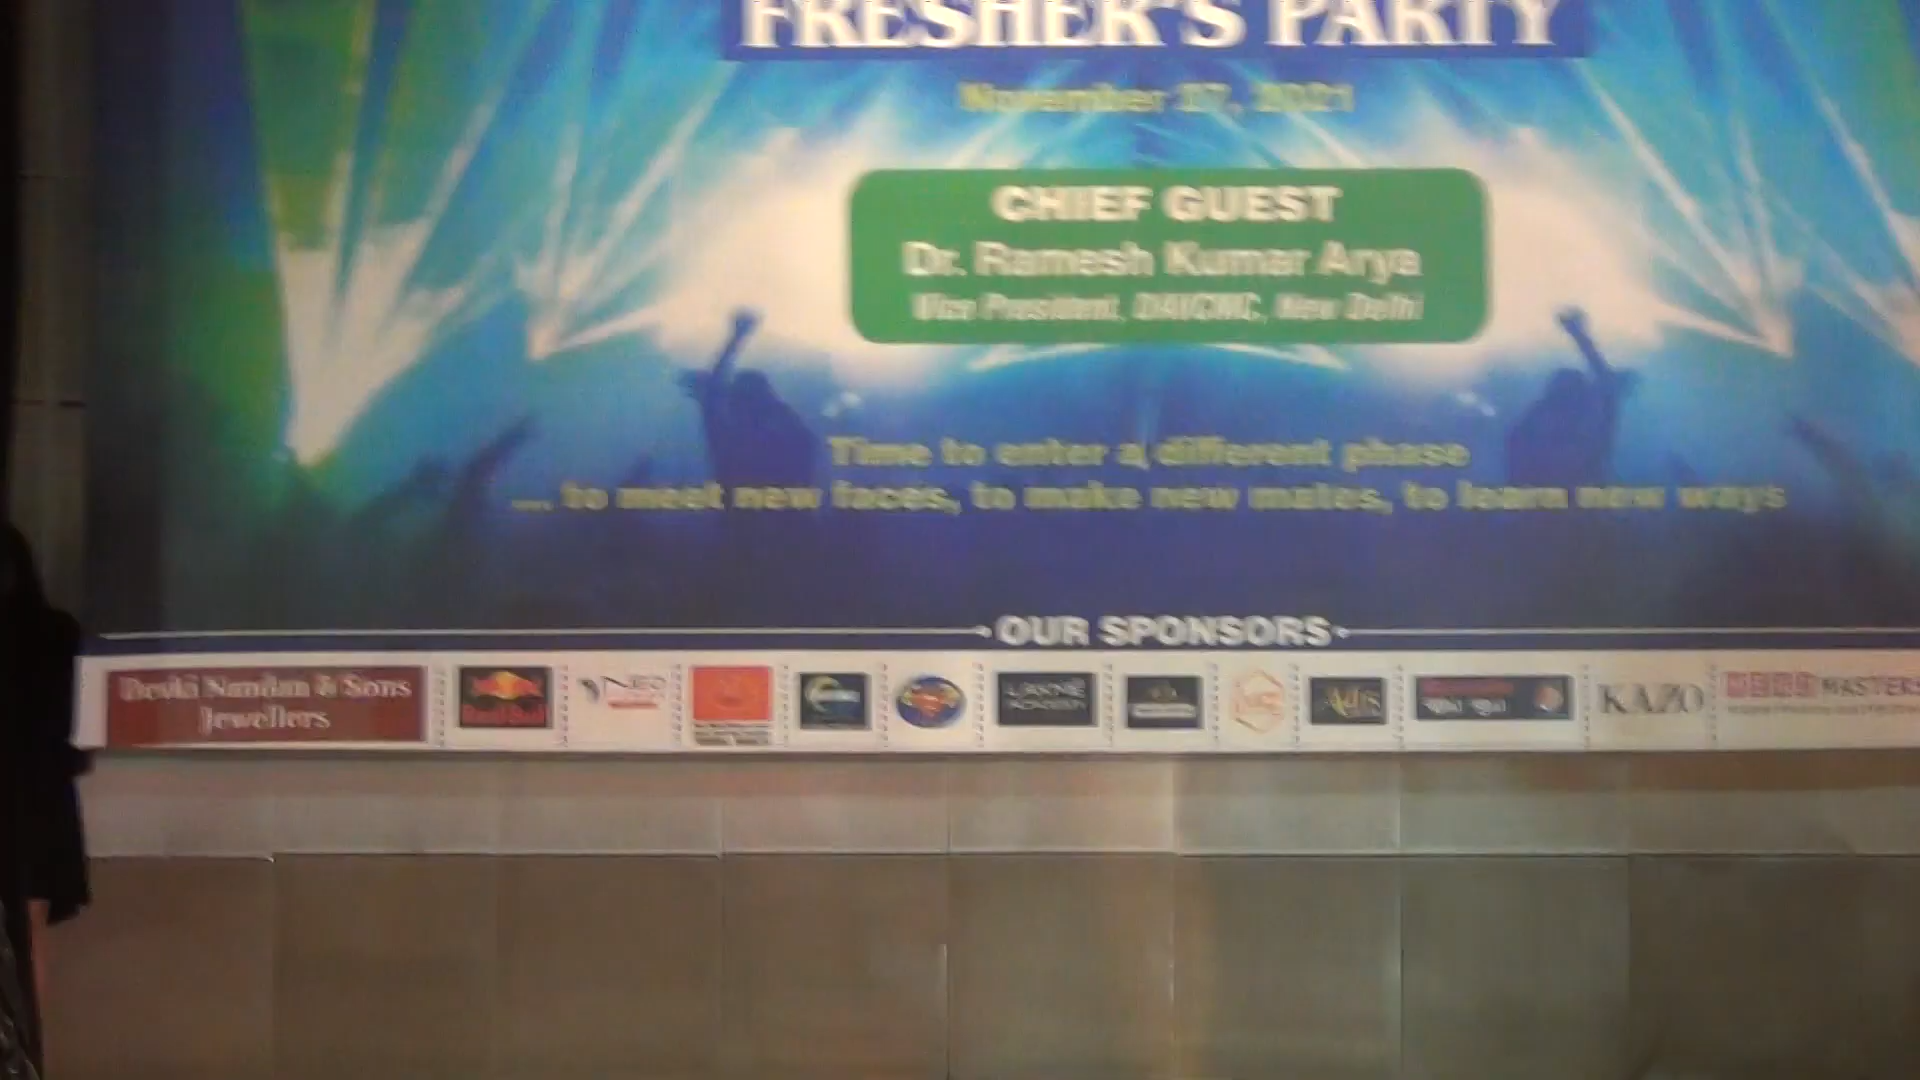 FRESHER'S PARTY
November 27, 2021
CHIEF GUEST
Dr. Ramesh Kumar Arya
Vice President, DAVCMC, New Delhi
Time to enter a different phase
.... to meet new faces, to make new mates, to learn new ways
OUR SPONSORS
Devki Nandan & Sons
Jewellers
Red Bull
LAKMÉ
ACADEMY
KAZO
MASTERS